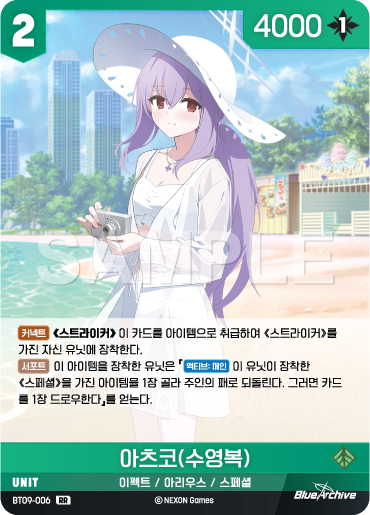 2
4000
1
SAMPLE
커넥트 《스트라이커》 이 카드를 아이템으로 취급하여 《스트라이커》를
가진 자신 유닛에 장착한다.
서포트 이 아이템을 장착한 유닛은 「액티브: 메인 이 유닛이 장착한
《스페셜》을 가진 아이템을 1장 골라 주인의 패로 되돌린다. 그러면 카드
를 1장 드로우한다」를 얻는다.
아츠코(수영복)
UNIT
이펙트 / 아리우스 / 스페셜
BT09-006 RR
© NEXON Games
BlueArchive